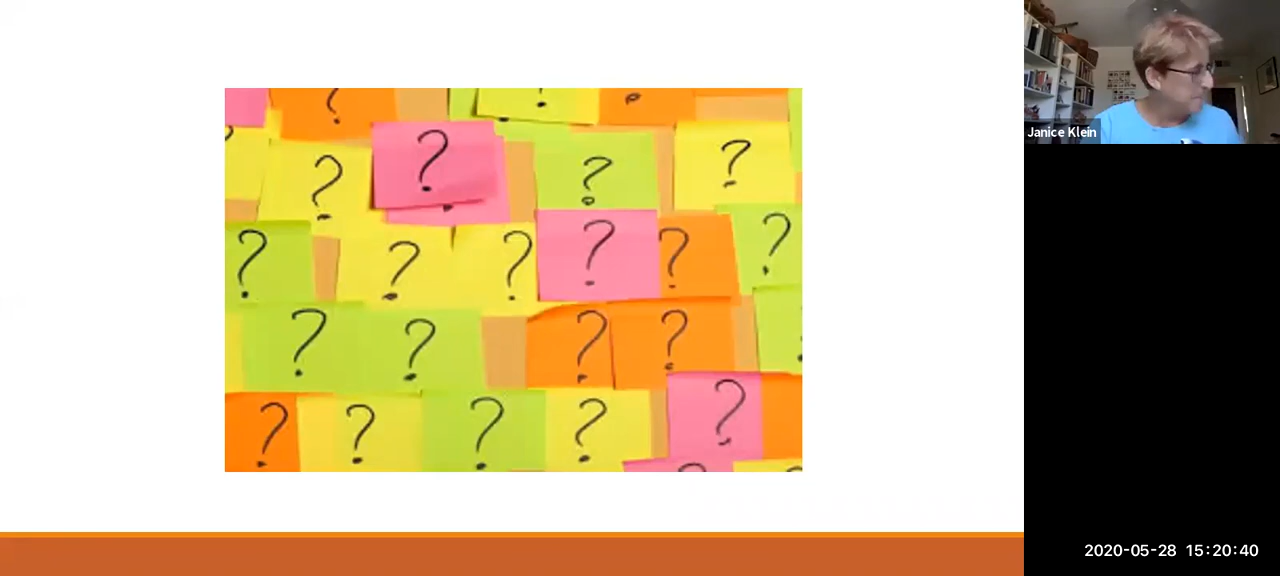 Janice Klein
? ? ?
? ? ? ? ?
? ? ? ? ? ?
? ? ? ?
? ? ? ? ?
2020-05-28 15:20:40